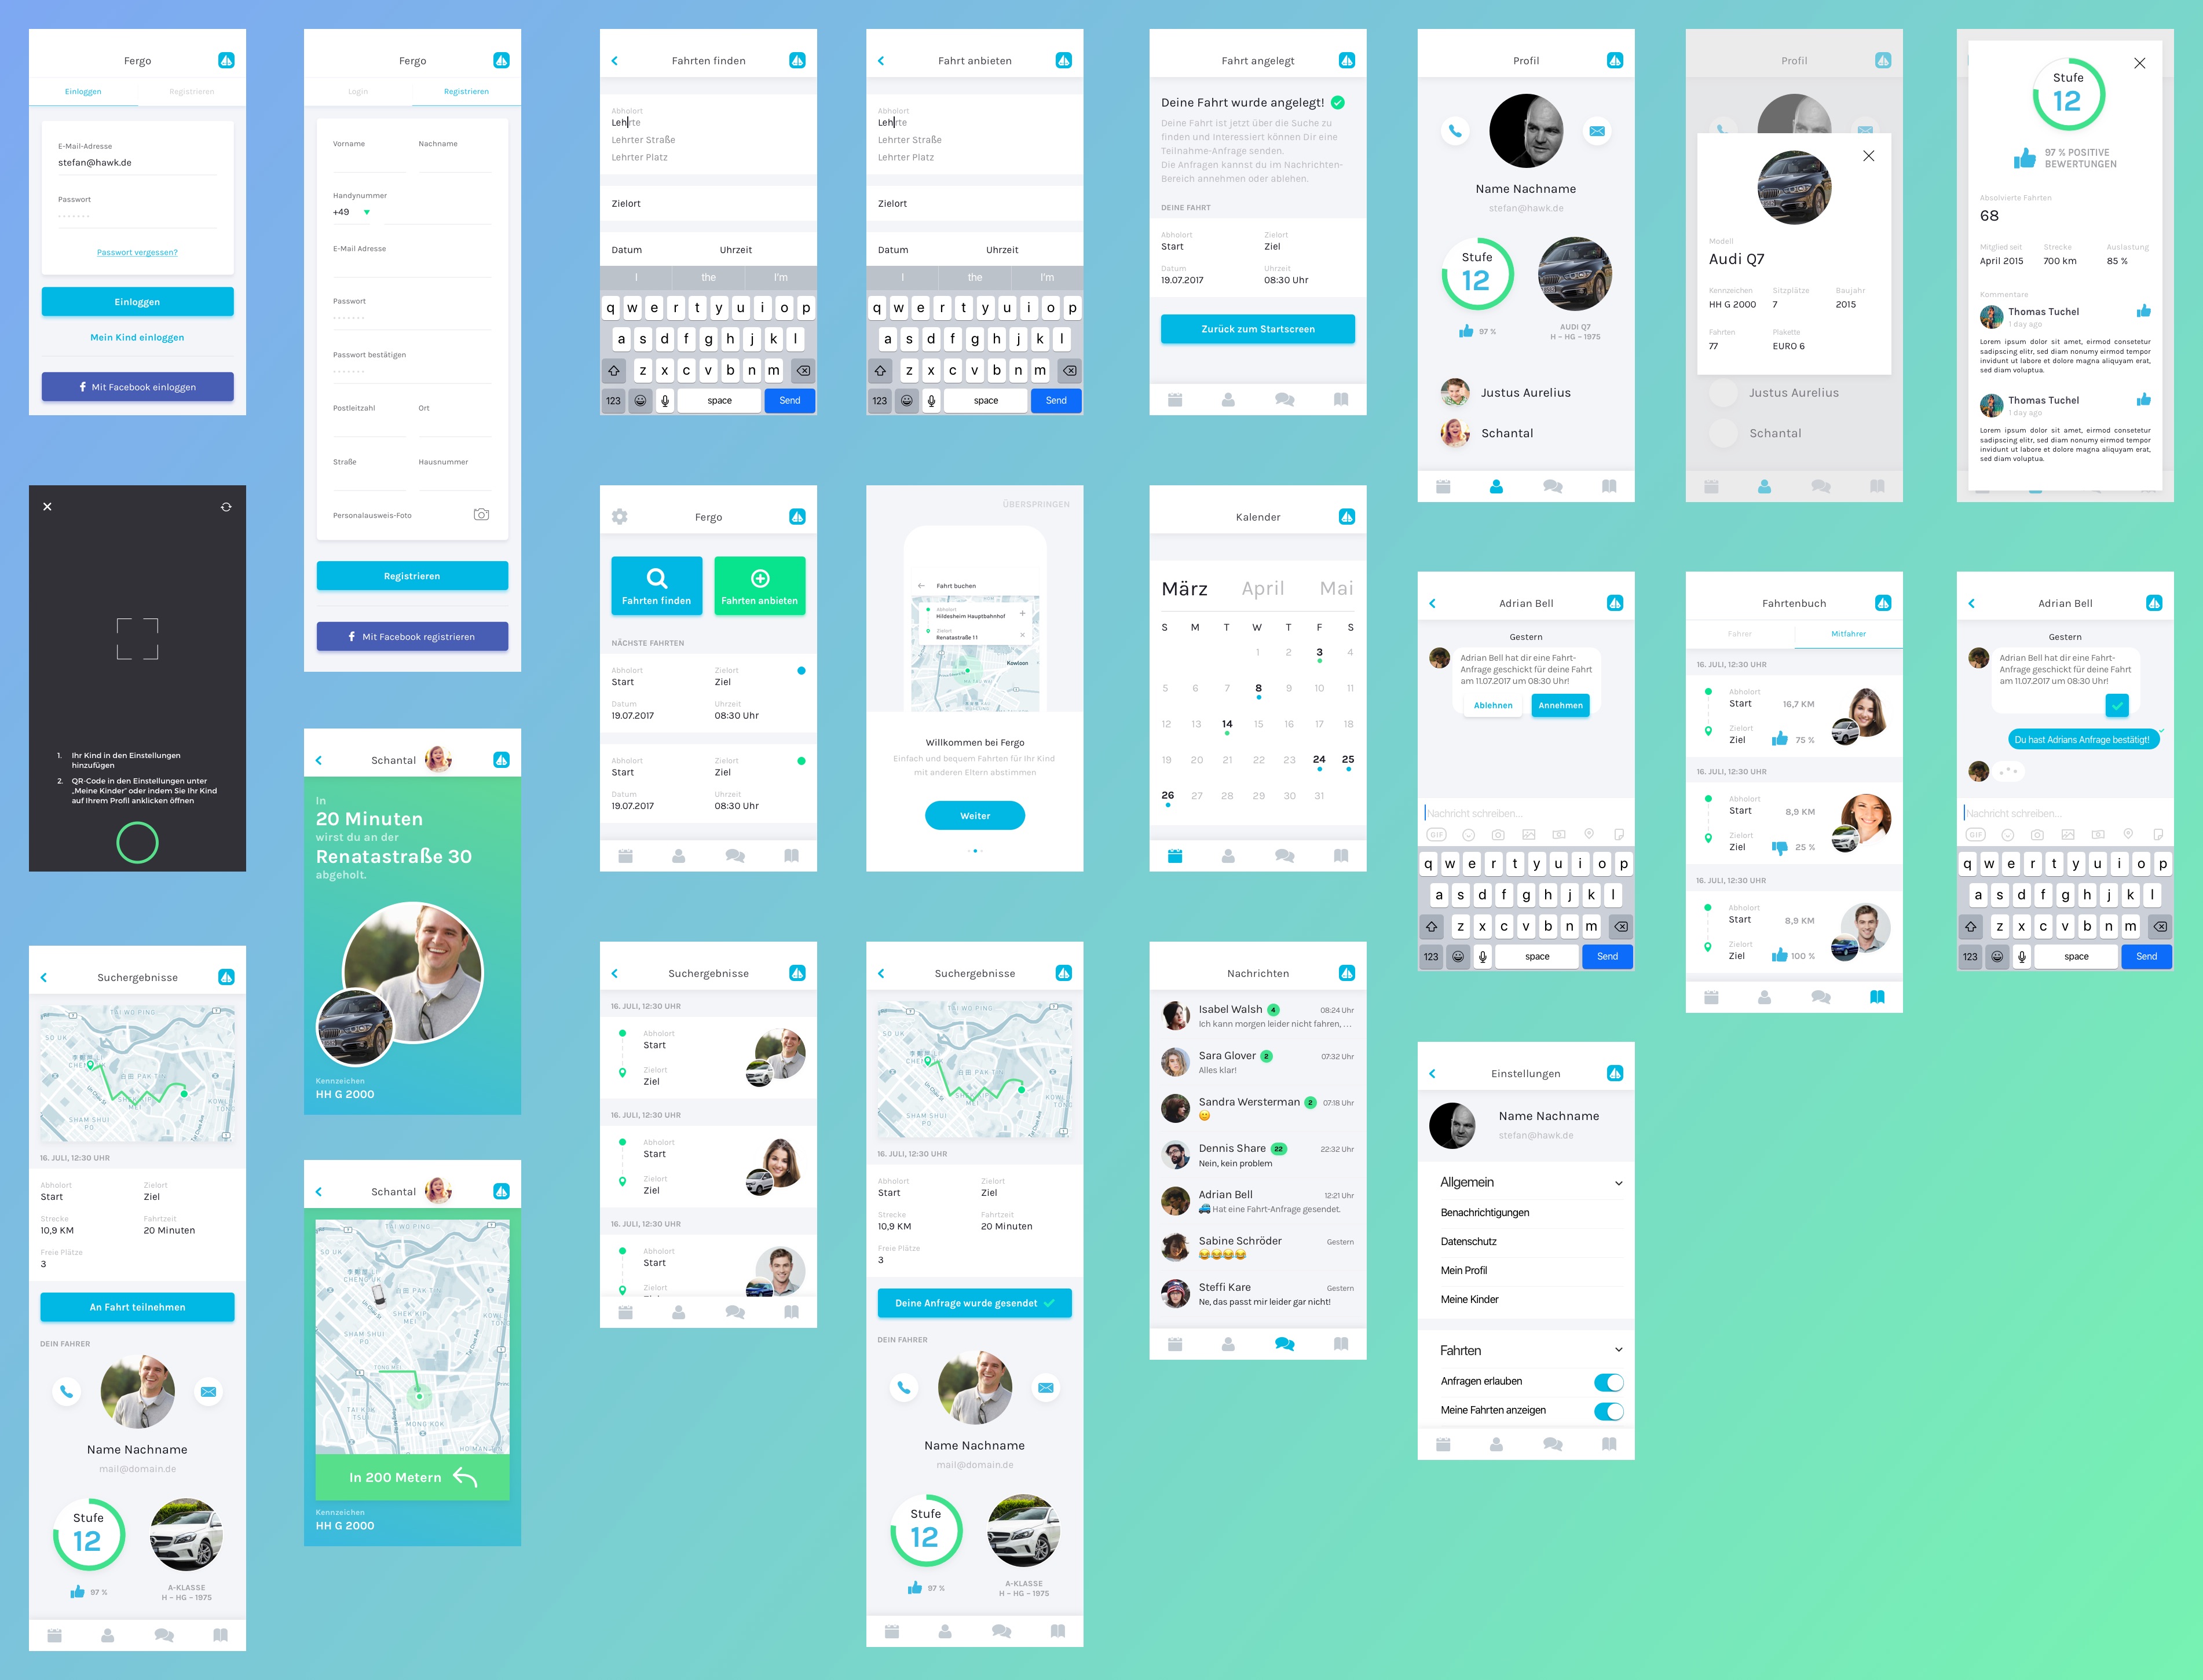 Fergo
Einloggen
Registrieren
E-Mail-Adresse
stefan@hawk.de
Passwort
Passwort vergessen?
Einloggen
Mein Kind einloggen
Mit Facebook einloggen
Fergo
Login
Registrieren
Vorname
Nachname
Handynummer
+49
E-Mail Adresse
Passwort
Passwort bestätigen
Postleitzahl
Ort
Straße
Hausnummer
Personalausweis-Foto
Registrieren
Mit Facebook registrieren
Fahrten finden
Abholort
Lehrte
Lehrter Straße
Lehrter Platz
Zielort
Datum
Uhrzeit
I
the
I'm
q w e r t y u i o p
a s d f g h j k l
z x c v b n m
123
space
Send
Fahrt anbieten
Abholort
Lehrte
Lehrter Straße
Lehrter Platz
Zielort
Datum
Uhrzeit
I
the
I'm
q w e r t y u i o p
a s d f g h j k l
z x c v b n m
123
space
Send
Fahrt angelegt
Deine Fahrt wurde angelegt!
Deine Fahrt ist jetzt über die Suche zu
finden und Interessiert können Dir eine
Teilnahme-Anfrage senden.
Die Anfragen kannst du im Nachrichten-
Bereich annehmen oder ablehen.
DEINE FAHRT
Abholort
Start
Zielort
Ziel
Datum
19.07.2017
Uhrzeit
08:30 Uhr
Zurück zum Startscreen
Profil
Name Nachname
stefan@hawk.de
Stufe
12
97 %
AUDI Q7
H – HG – 1975
Justus Aurelius
Schantal
Profil
Modell
Audi Q7
Kennzeichen
HH G 2000
Sitzplätze
7
Baujahr
2015
Fahrten
77
Plakette
EURO 6
Justus Aurelius
Schantal
Stufe
12
97 % POSITIVE
BEWERTUNGEN
Absolvierte Fahrten
68
Mitglied seit
April 2015
Strecke
700 km
Auslastung
85 %
Kommentare
Thomas Tuchel
1 day ago
Lorem ipsum dolor sit amet, eirmod consetetur
sadipscing elitr, sed diam nonumy eirmod tempor
invidunt ut labore et dolore magna aliquyam erat,
sed diam voluptua.
Thomas Tuchel
1 day ago
Lorem ipsum dolor sit amet, eirmod consetetur
sadipscing elitr, sed diam nonumy eirmod tempor
invidunt ut labore et dolore magna aliquyam erat,
sed diam voluptua.
1. Ihr Kind in den Einstellungen
hinzufügen
2. QR-Code in den Einstellungen unter
„Meine Kinder" oder indem Sie Ihr Kind
auf Ihrem Profil anklicken öffnen
Schantal
In
20 Minuten
wirst du an der
Renatastraße 30
abgeholt.
Kennzeichen
HH G 2000
Fergo
Fahrten finden
Fahrten anbieten
NÄCHSTE FAHRTEN
Abholort
Start
Zielort
Ziel
Datum
19.07.2017
Uhrzeit
08:30 Uhr
Abholort
Start
Zielort
Ziel
Datum
19.07.2017
Uhrzeit
08:30 Uhr
ÜBERSPRINGEN
Fahrt buchen
Abholort
Hildesheim Hauptbahnhof
Zielort
Renatastraße 11
Kowloon
Willkommen bei Fergo
Einfach und bequem Fahrten für Ihr Kind
mit anderen Eltern abstimmen
Weiter
Kalender
März
April
Mai
S M T W T F S
1 2 3 4
5 6 7 8 9 10 11
12 13 14 15 16 17 18
19 20 21 22 23 24 25
26 27 28 29 30 31
Adrian Bell
Gestern
Adrian Bell hat dir eine Fahrt-
Anfrage geschickt für deine Fahrt
am 11.07.2017 um 08:30 Uhr!
Ablehnen
Annehmen
Nachricht schreiben...
GIF
q w e r t y u i o p
a s d f g h j k l
z x c v b n m
123
space
Send
Fahrtenbuch
Fahrer
Mitfahrer
16. JULI, 12:30 UHR
Abholort
Start
16,7 KM
Zielort
Ziel
75 %
16. JULI, 12:30 UHR
Abholort
Start
8,9 KM
Zielort
Ziel
25 %
16. JULI, 12:30 UHR
Abholort
Start
8,9 KM
Zielort
Ziel
100 %
Adrian Bell
Gestern
Adrian Bell hat dir eine Fahrt-
Anfrage geschickt für deine Fahrt
am 11.07.2017 um 08:30 Uhr!
Du hast Adrians Anfrage bestätigt!
Nachricht schreiben...
GIF
q w e r t y u i o p
a s d f g h j k l
z x c v b n m
123
space
Send
Suchergebnisse
TAI WO PING
SHAM SHUI
PO
16. JULI, 12:30 UHR
Abholort
Start
Zielort
Ziel
Strecke
10,9 KM
Fahrtzeit
20 Minuten
Freie Plätze
3
An Fahrt teilnehmen
DEIN FAHRER
Name Nachname
mail@domain.de
Stufe
12
97 %
A-KLASSE
H – HG – 1975
Schantal
TAI WO PING
PAK TIN
SHEK KIP
MEI
SHAM SHUI
PO
TONG MEI
MONG KOK
In 200 Metern
Kennzeichen
HH G 2000
Suchergebnisse
16. JULI, 12:30 UHR
Abholort
Start
Zielort
Ziel
16. JULI, 12:30 UHR
Abholort
Start
Zielort
Ziel
16. JULI, 12:30 UHR
Abholort
Start
Zielort
Suchergebnisse
TAI WO PING
SHAM SHUI
PO
16. JULI, 12:30 UHR
Abholort
Start
Zielort
Ziel
Strecke
10,9 KM
Fahrtzeit
20 Minuten
Freie Plätze
3
Deine Anfrage wurde gesendet
DEIN FAHRER
Name Nachname
mail@domain.de
Stufe
12
97 %
A-KLASSE
H – HG – 1975
Nachrichten
Isabel Walsh 4 08:24 Uhr
Ich kann morgen leider nicht fahren, ...
Sara Glover 2 07:32 Uhr
Alles klar!
Sandra Wersterman 2 07:18 Uhr
Dennis Share 22 22:32 Uhr
Nein, kein problem
Adrian Bell 12:21 Uhr
Hat eine Fahrt-Anfrage gesendet.
Sabine Schröder Gestern
Steffi Kare Gestern
Ne, das passt mir leider gar nicht!
Einstellungen
Name Nachname
stefan@hawk.de
Allgemein
Benachrichtigungen
Datenschutz
Mein Profil
Meine Kinder
Fahrten
Anfragen erlauben
Meine Fahrten anzeigen